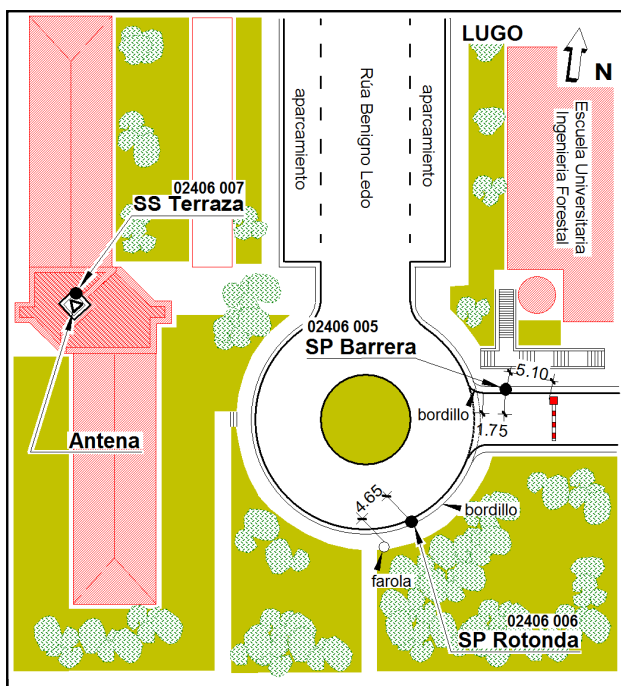 LUGO
N
aparcamiento
Rúa Benigno Ledo
aparcamiento
Escuela Universitaria
Ingeniería Forestal
02406 007
SS Terraza
02406 005
SP Barrera
5.10
bordillo
1.75
Antena
4.65
bordillo
farola
02406 006
SP Rotonda